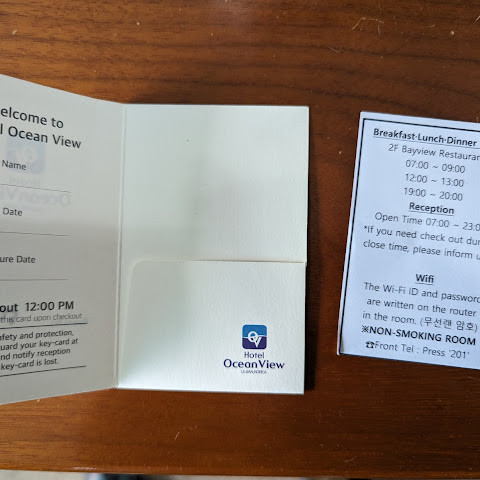 elcome to
l Ocean View
Name
Date
ure Date
out 12:00 PM
this card upon checkout
afety and protection,
uard your key-card at
and notify reception
key-card is lost.
Hotel
OceanView
Breakfast·Lunch·Dinner
2F Bayview Restauran
07:00 ~ 09:00
12:00 ~ 13:00
19:00 ~ 20:00
Reception
Open Time 07:00 ~ 23:0
*If you need check out du
close time, please inform u
Wifi
The Wi-Fi ID and passwor
are written on the router
in the room. (무선랜 암호)
※NON-SMOKING ROOM
☎Front Tel : Press '201'